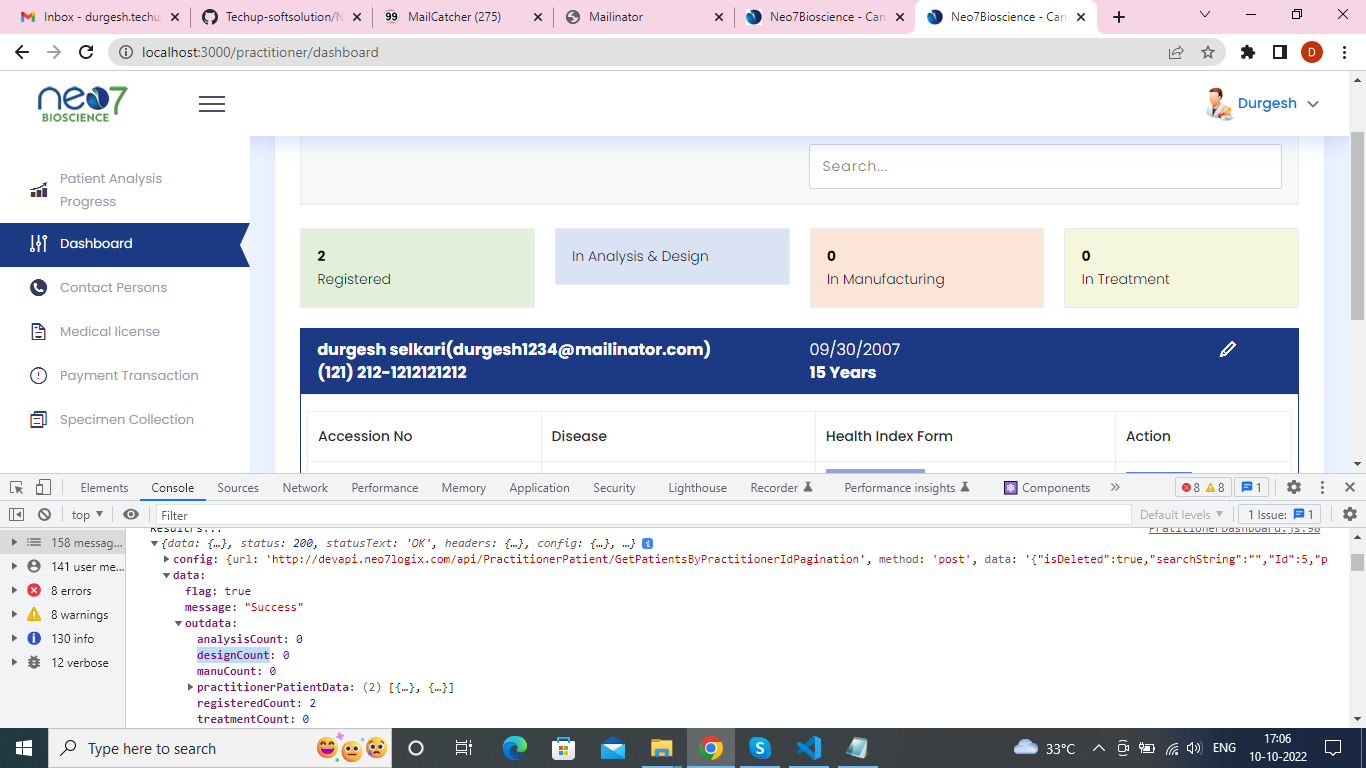 Inbox - durgesh.techup
Techup-softsolution/N
99 MailCatcher (275)
Mailinator
Neo7Bioscience - Can
Neo7Bioscience - Can
localhost:3000/practitioner/dashboard
D
neo7
BIOSCIENCE
Durgesh
Patient Analysis
Progress
Dashboard
Contact Persons
Medical license
Payment Transaction
Specimen Collection
Search...
2
Registered
In Analysis & Design
0
In Manufacturing
0
In Treatment
durgesh selkari(durgesh1234@mailinator.com)
(121) 212-1212121212
09/30/2007
15 Years
Accession No Disease Health Index Form Action
Elements Console Sources Network Performance Memory Application Security Lighthouse Recorder Performance insights Components » 8 8 1
top ▼ Filter Default levels ▼ 1 Issue: 1
158 messag...
141 user me...
8 errors
8 warnings
130 info
12 verbose
PractitionerDashboard.js:98
{data: {…}, status: 200, statusText: 'OK', headers: {…}, config: {…}, …}
config: {url: 'http://devapi.neo7logix.com/api/PractitionerPatient/GetPatientsByPractitionerIdPagination', method: 'post', data: '{"isDeleted":true,"searchString":"","Id":5,"p
data:
flag: true
message: "Success"
outdata:
analysisCount: 0
designCount: 0
manuCount: 0
practitionerPatientData: (2) [{…}, {…}]
registeredCount: 2
treatmentCount: 0
Type here to search
33°C
ENG
17:06
10-10-2022